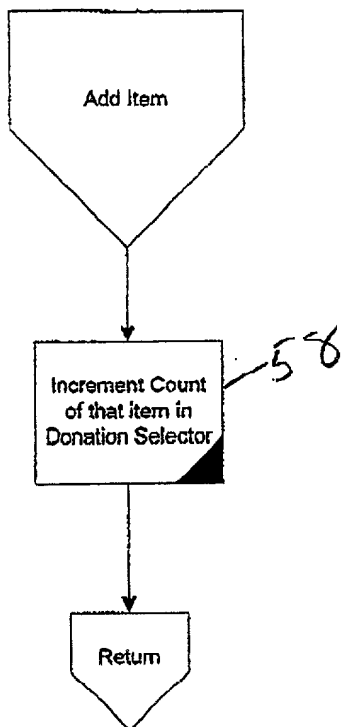 Add Item
Increment Count
of that Item in
Donation Selector
58
Return